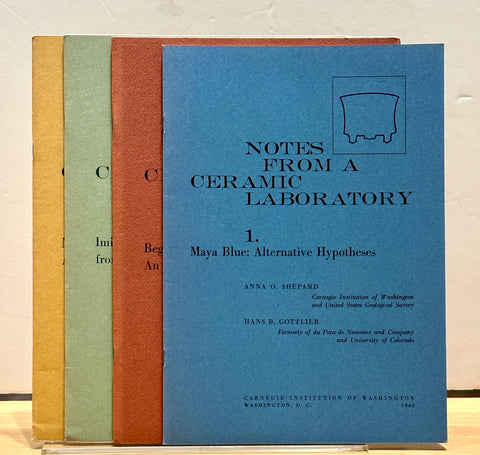 NOTES
FROM A
CERAMIC
LABORATORY
1.
Maya Blue: Alternative Hypotheses
ANNA O. SHEPARD
Carnegie Institution of Washington
and United States Geological Survey
HANS B. GOTTLIEB
Formerly of du Pont de Nemours and Company
and University of Colorado
CARNEGIE INSTITUTION OF WASHINGTON
WASHINGTON, D. C. 1962
An
from